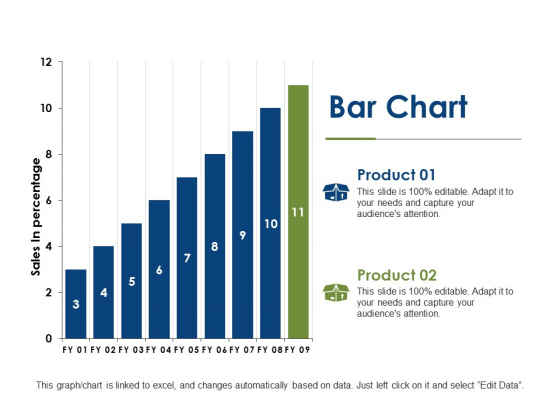 Bar Chart
Sales In percentage
12
10
8
6
4
2
0
3
4
5
6
7
8
9
10
11
FY 01 FY 02 FY 03 FY 04 FY 05 FY 06 FY 07 FY 08 FY 09
Product 01
This slide is 100% editable. Adapt it to
your needs and capture your
audience's attention.
Product 02
This slide is 100% editable. Adapt it to
your needs and capture your
audience's attention.
This graph/chart is linked to excel, and changes automatically based on data. Just left click on it and select "Edit Data".